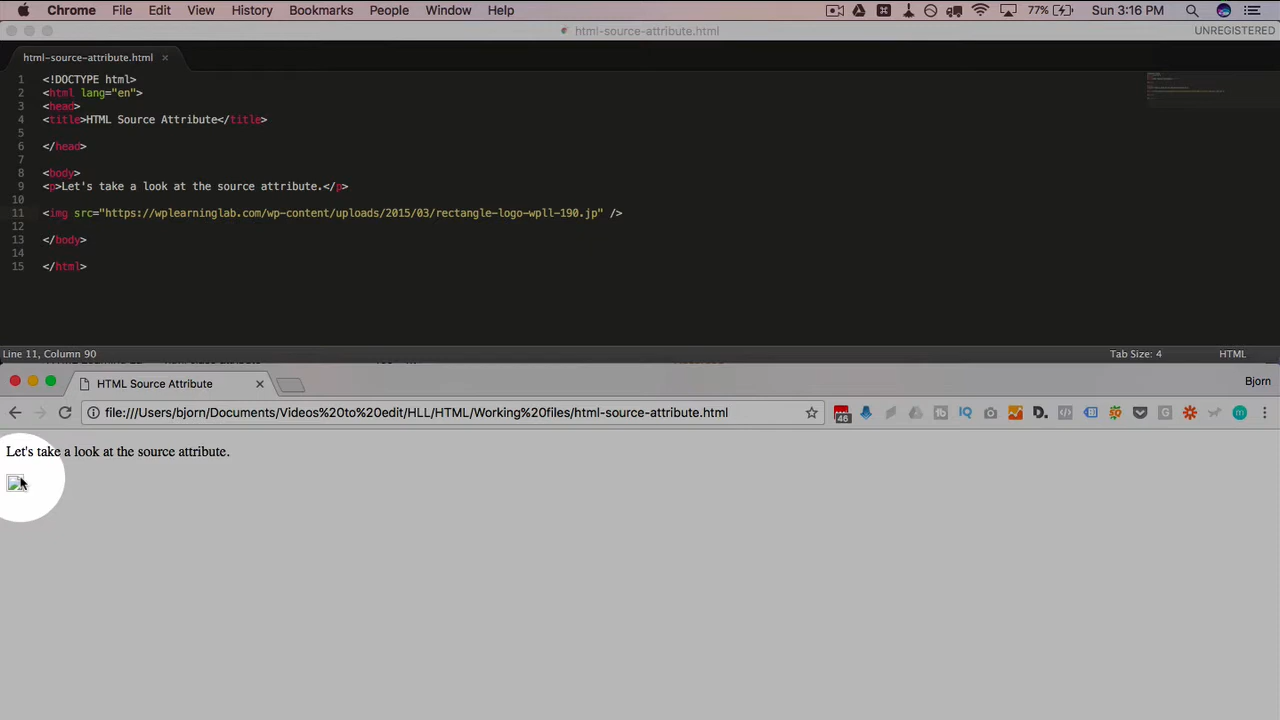 Chrome File Edit View History Bookmarks People Window Help 77% Sun 3:16 PM
html-source-attribute.html UNREGISTERED
html-source-attribute.html ×
1 <!DOCTYPE html>
2 <html lang="en">
3 <head>
4 <title>HTML Source Attribute</title>
5
6 </head>
7
8 <body>
9 <p>Let's take a look at the source attribute.</p>
10
11 <img src="https://wplearninglab.com/wp-content/uploads/2015/03/rectangle-logo-wpll-190.jp" />
12
13 </body>
14
15 </html>
Line 11, Column 90 Tab Size: 4 HTML
HTML Source Attribute × Bjorn
file:///Users/bjorn/Documents/Videos%20to%20edit/HLL/HTML/Working%20files/html-source-attribute.html 46 tb IQ D. G m
Let's take a look at the source attribute.